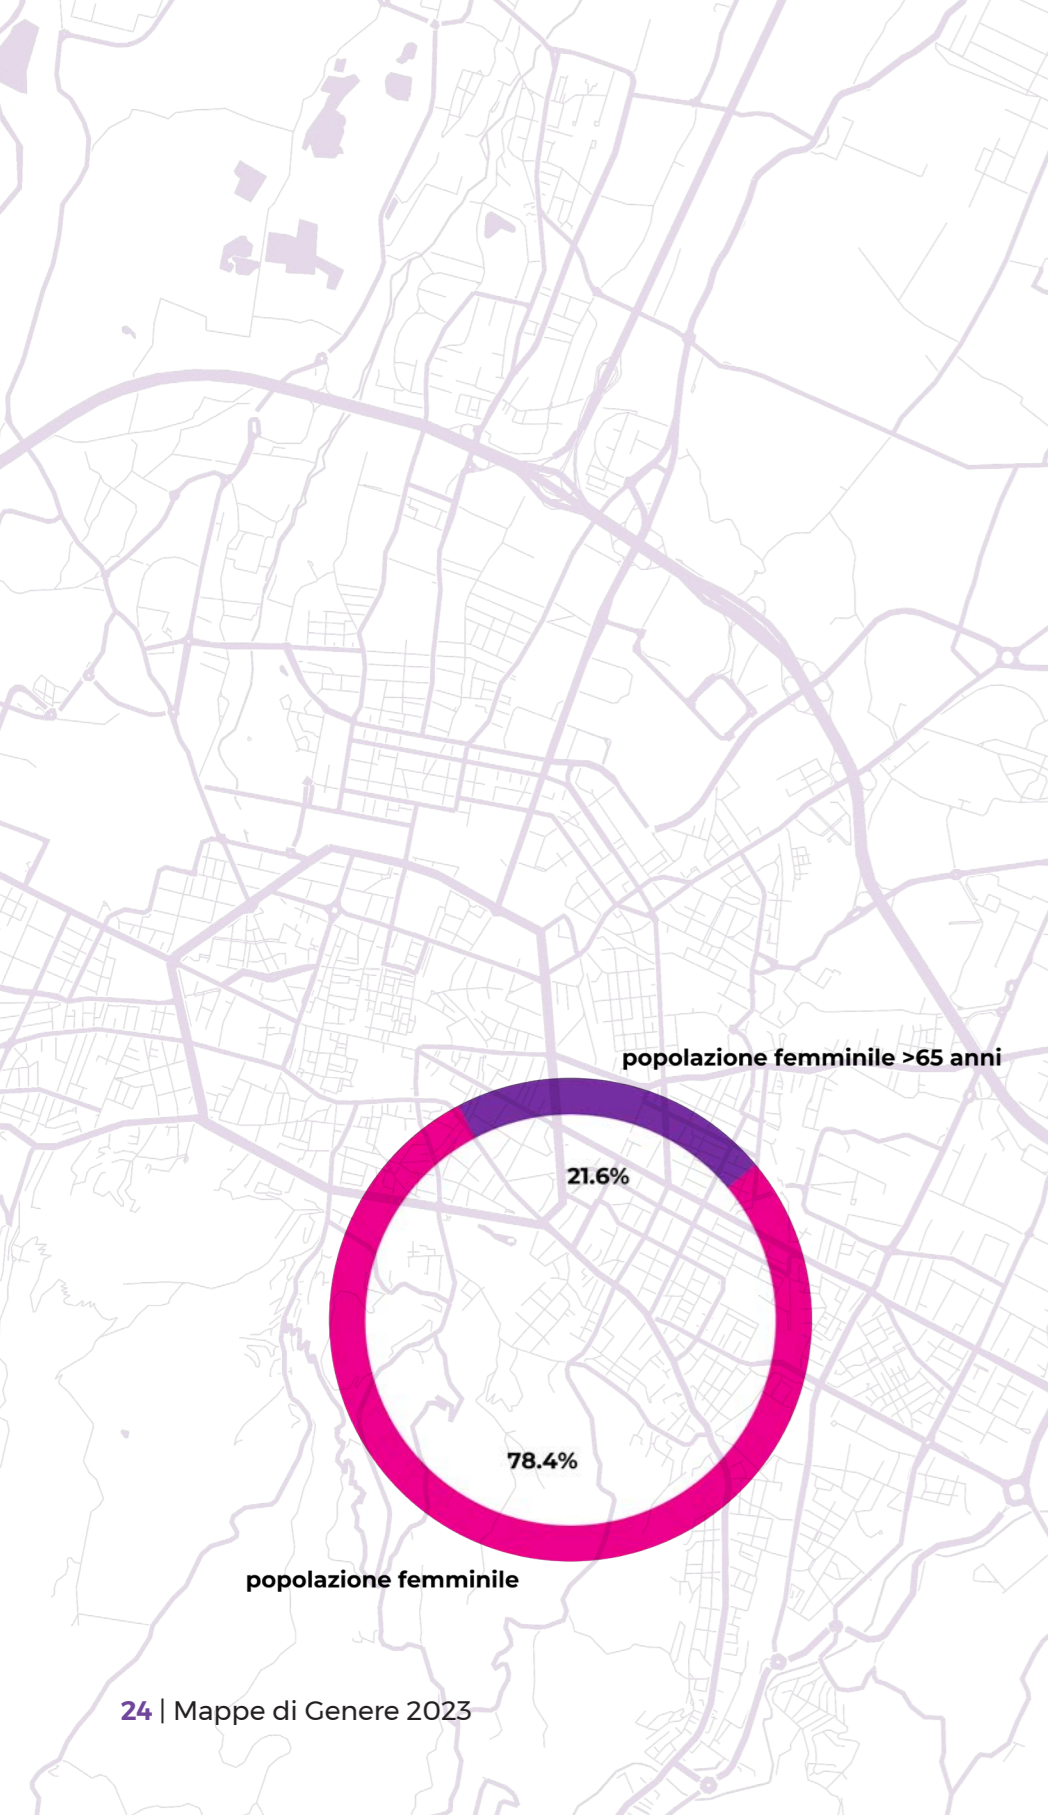 popolazione femminile >65 anni
21.6%
78.4%
popolazione femminile
24 | Mappe di Genere 2023